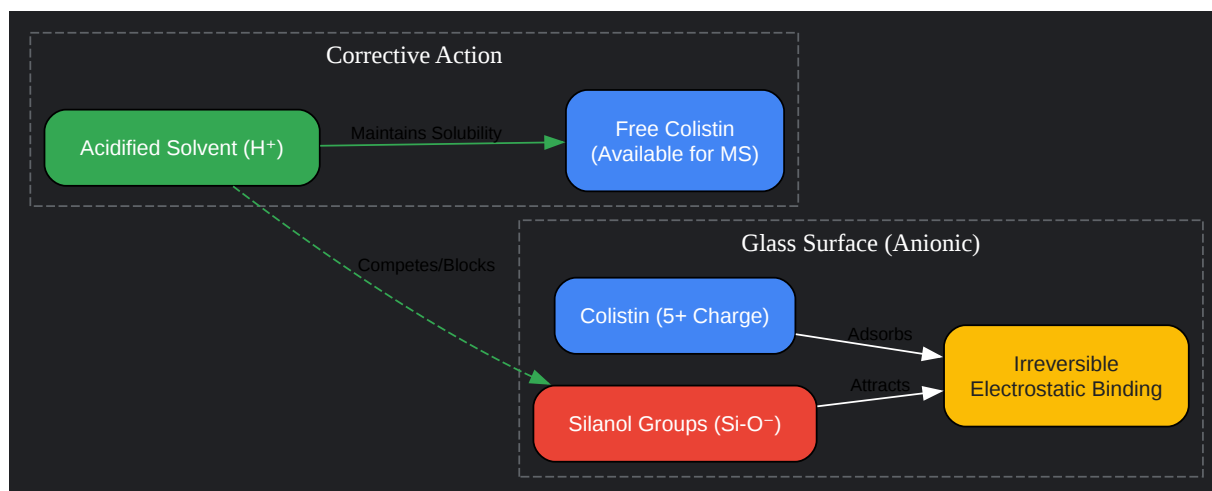 Corrective Action
Acidified Solvent (H⁺)
Maintains Solubility
Free Colistin
(Available for MS)
Competes/Blocks
Glass Surface (Anionic)
Colistin (5+ Charge)
Adsorbs
Silanol Groups (Si-O⁻)
Attracts
Irreversible
Electrostatic Binding